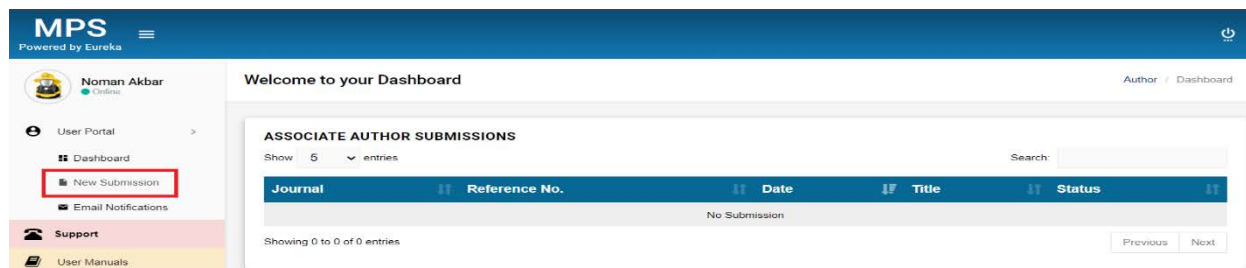 MPS
Powered by Eureka
Noman Akbar
Online
User Portal >
Dashboard
New Submission
Email Notifications
Support
User Manuals
Welcome to your Dashboard
Author / Dashboard
ASSOCIATE AUTHOR SUBMISSIONS
Show 5 entries
Search:
Journal Reference No. Date Title Status
No Submission
Showing 0 to 0 of 0 entries
Previous Next